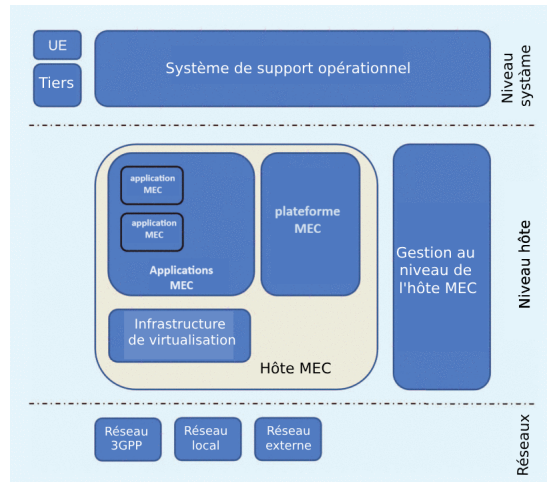 UE
Tiers
Système de support opérationnel
Niveau
système
application
MEC
application
MEC
Applications
MEC
plateforme
MEC
Infrastructure
de virtualisation
Hôte MEC
Gestion au
niveau de
l'hôte MEC
Niveau hôte
Réseau
3GPP
Réseau
local
Réseau
externe
Réseaux